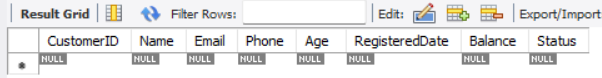 Result Grid Filter Rows: Edit: Export/Import
CustomerID Name Email Phone Age RegisteredDate Balance Status
* NULL NULL NULL NULL NULL NULL NULL NULL